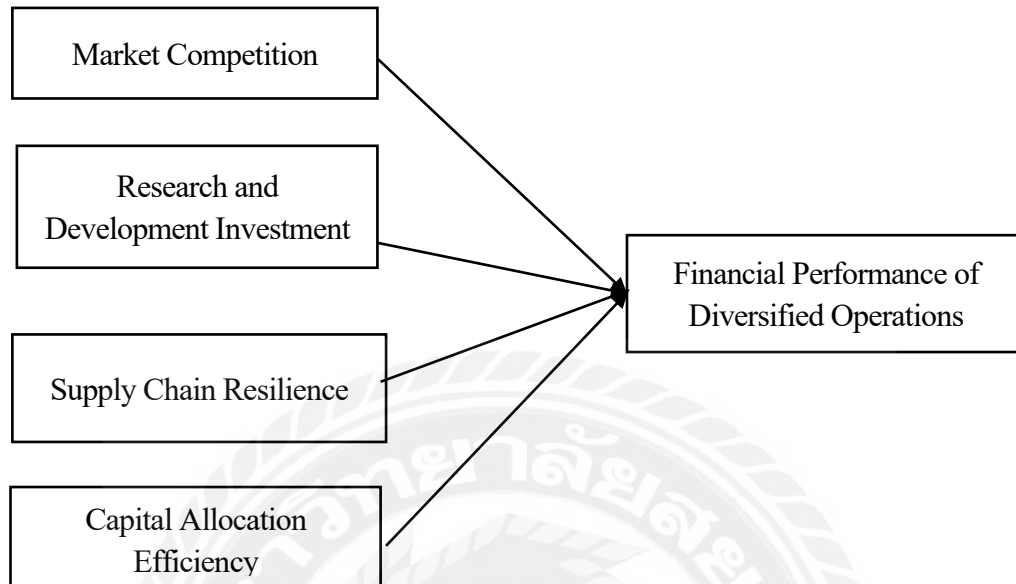 Market Competition
Research and
Development Investment
Financial Performance of
Diversified Operations
Supply Chain Resilience
Capital Allocation
Efficiency